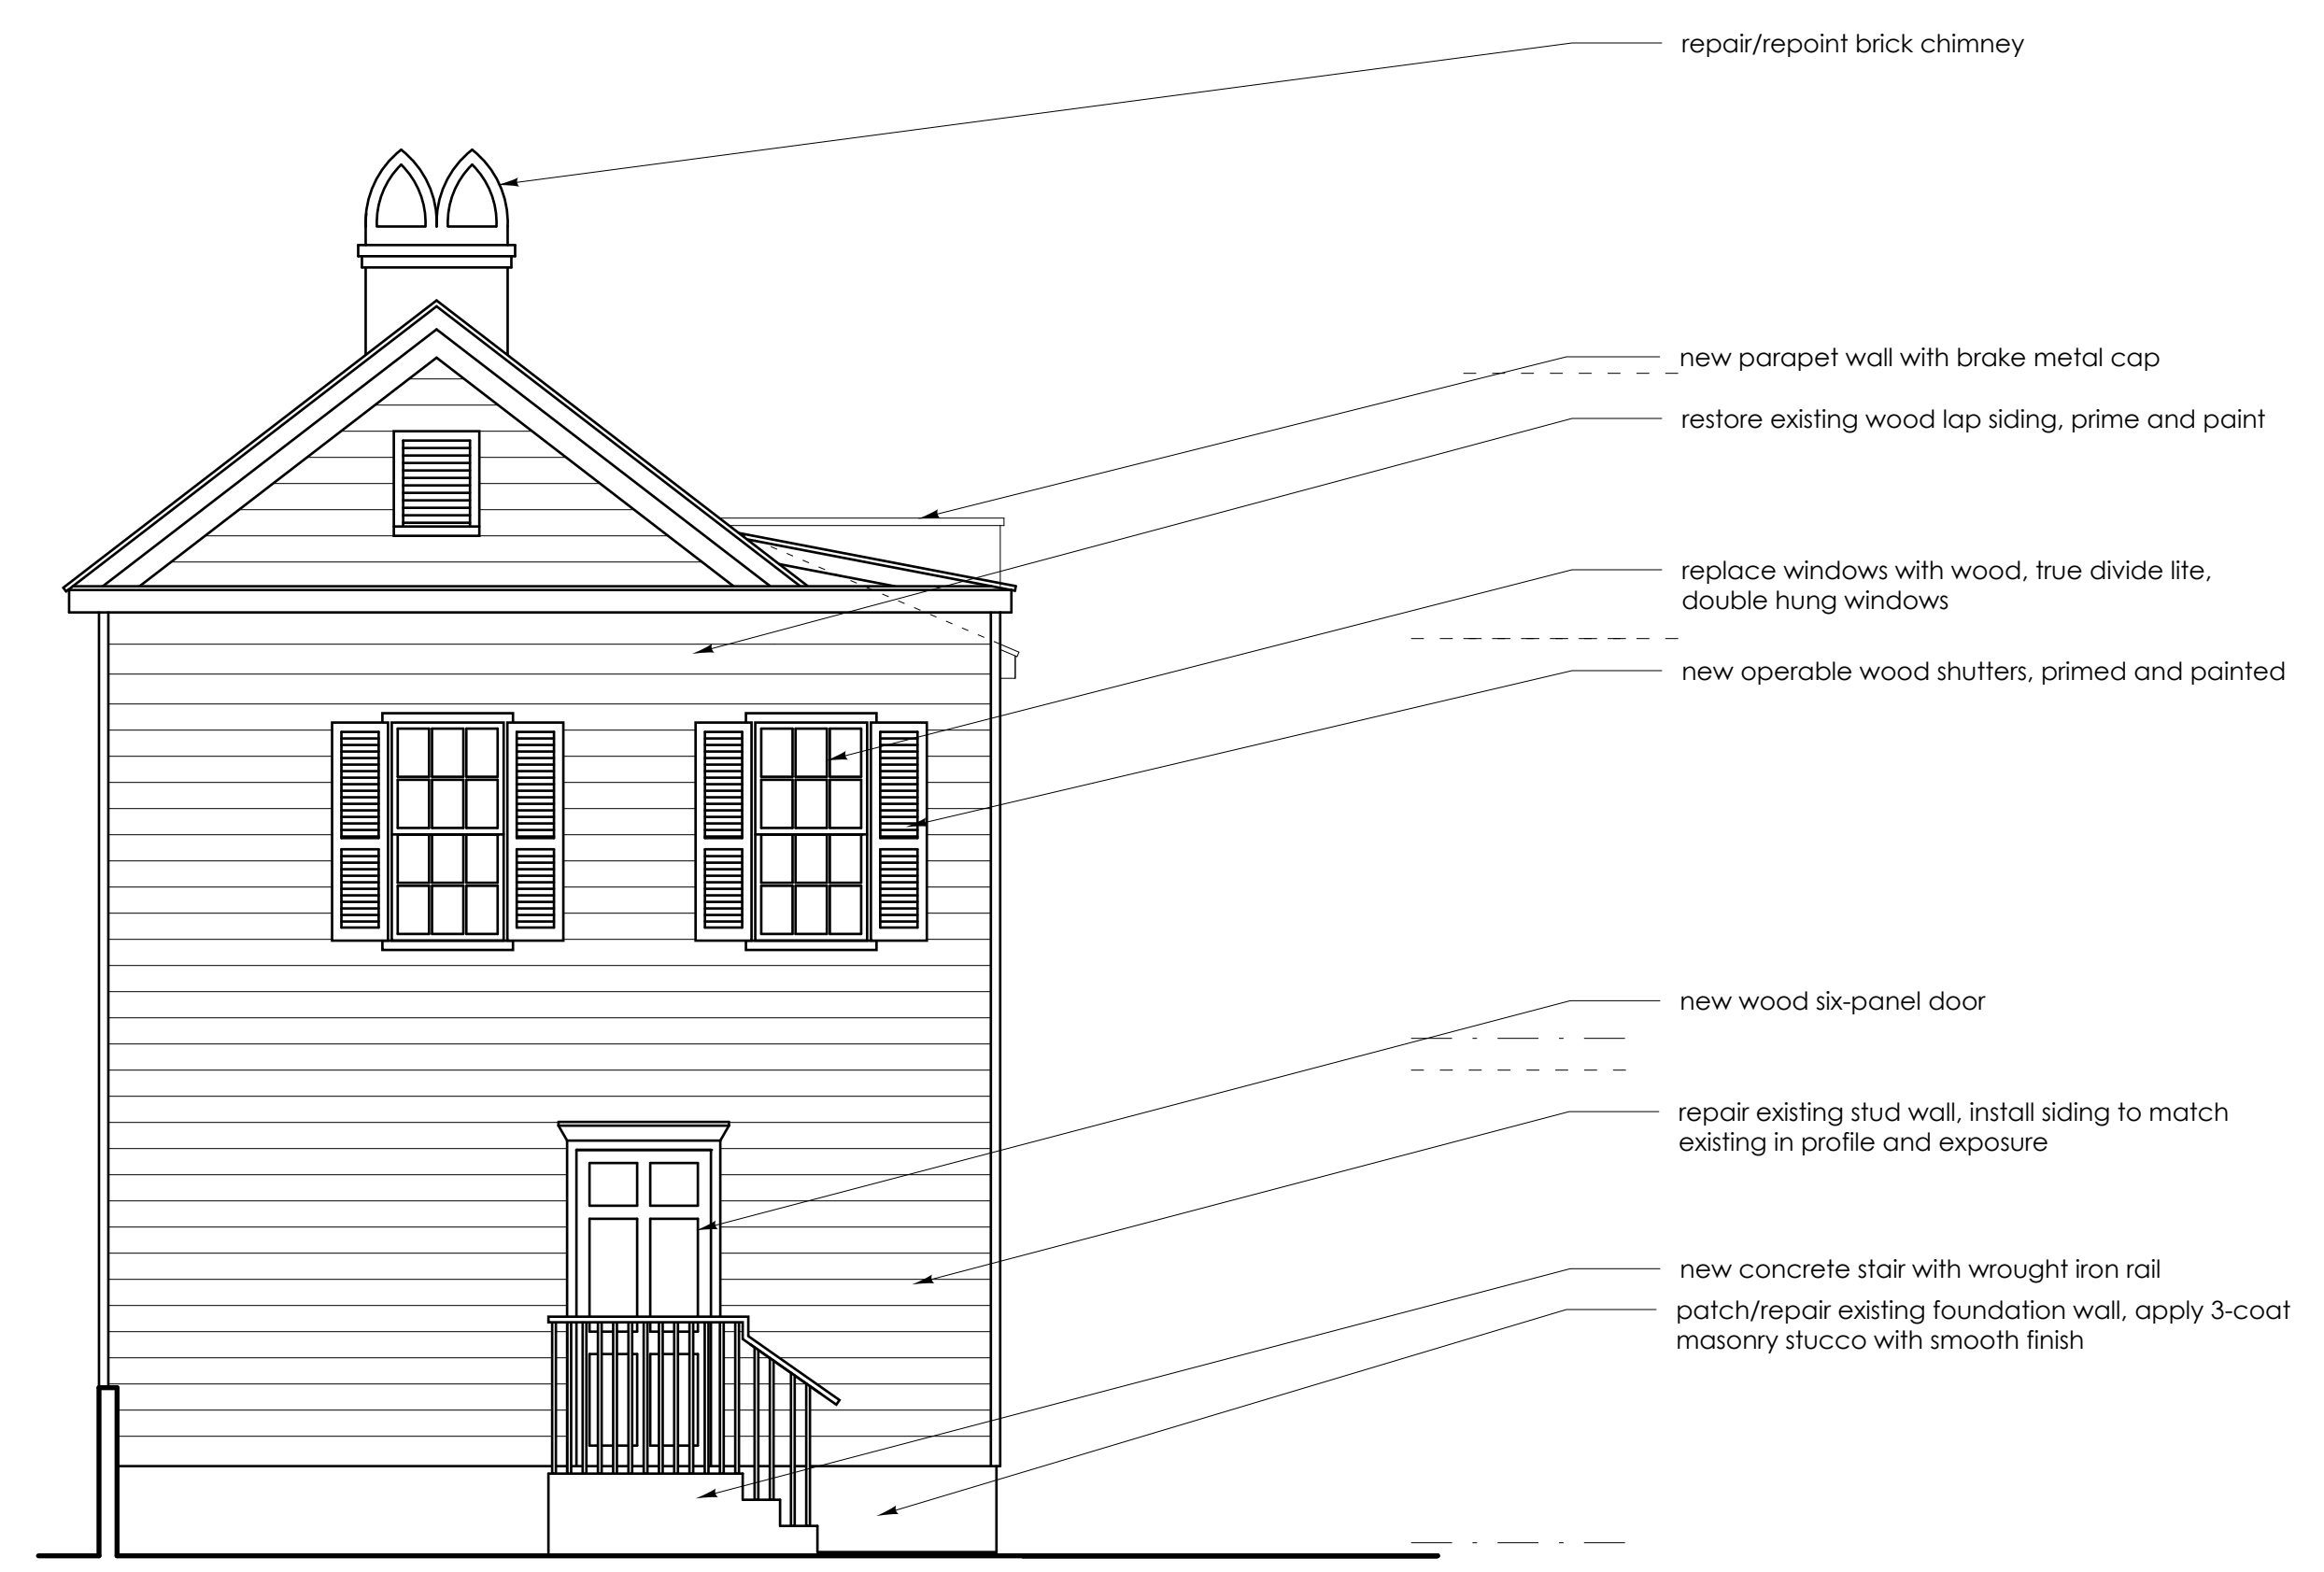 repair/repoint brick chimney
new parapet wall with brake metal cap
restore existing wood lap siding, prime and paint
replace windows with wood, true divide lite,
double hung windows
new operable wood shutters, primed and painted
new wood six-panel door
repair existing stud wall, install siding to match
existing in profile and exposure
new concrete stair with wrought iron rail
patch/repair existing foundation wall, apply 3-coat
masonry stucco with smooth finish